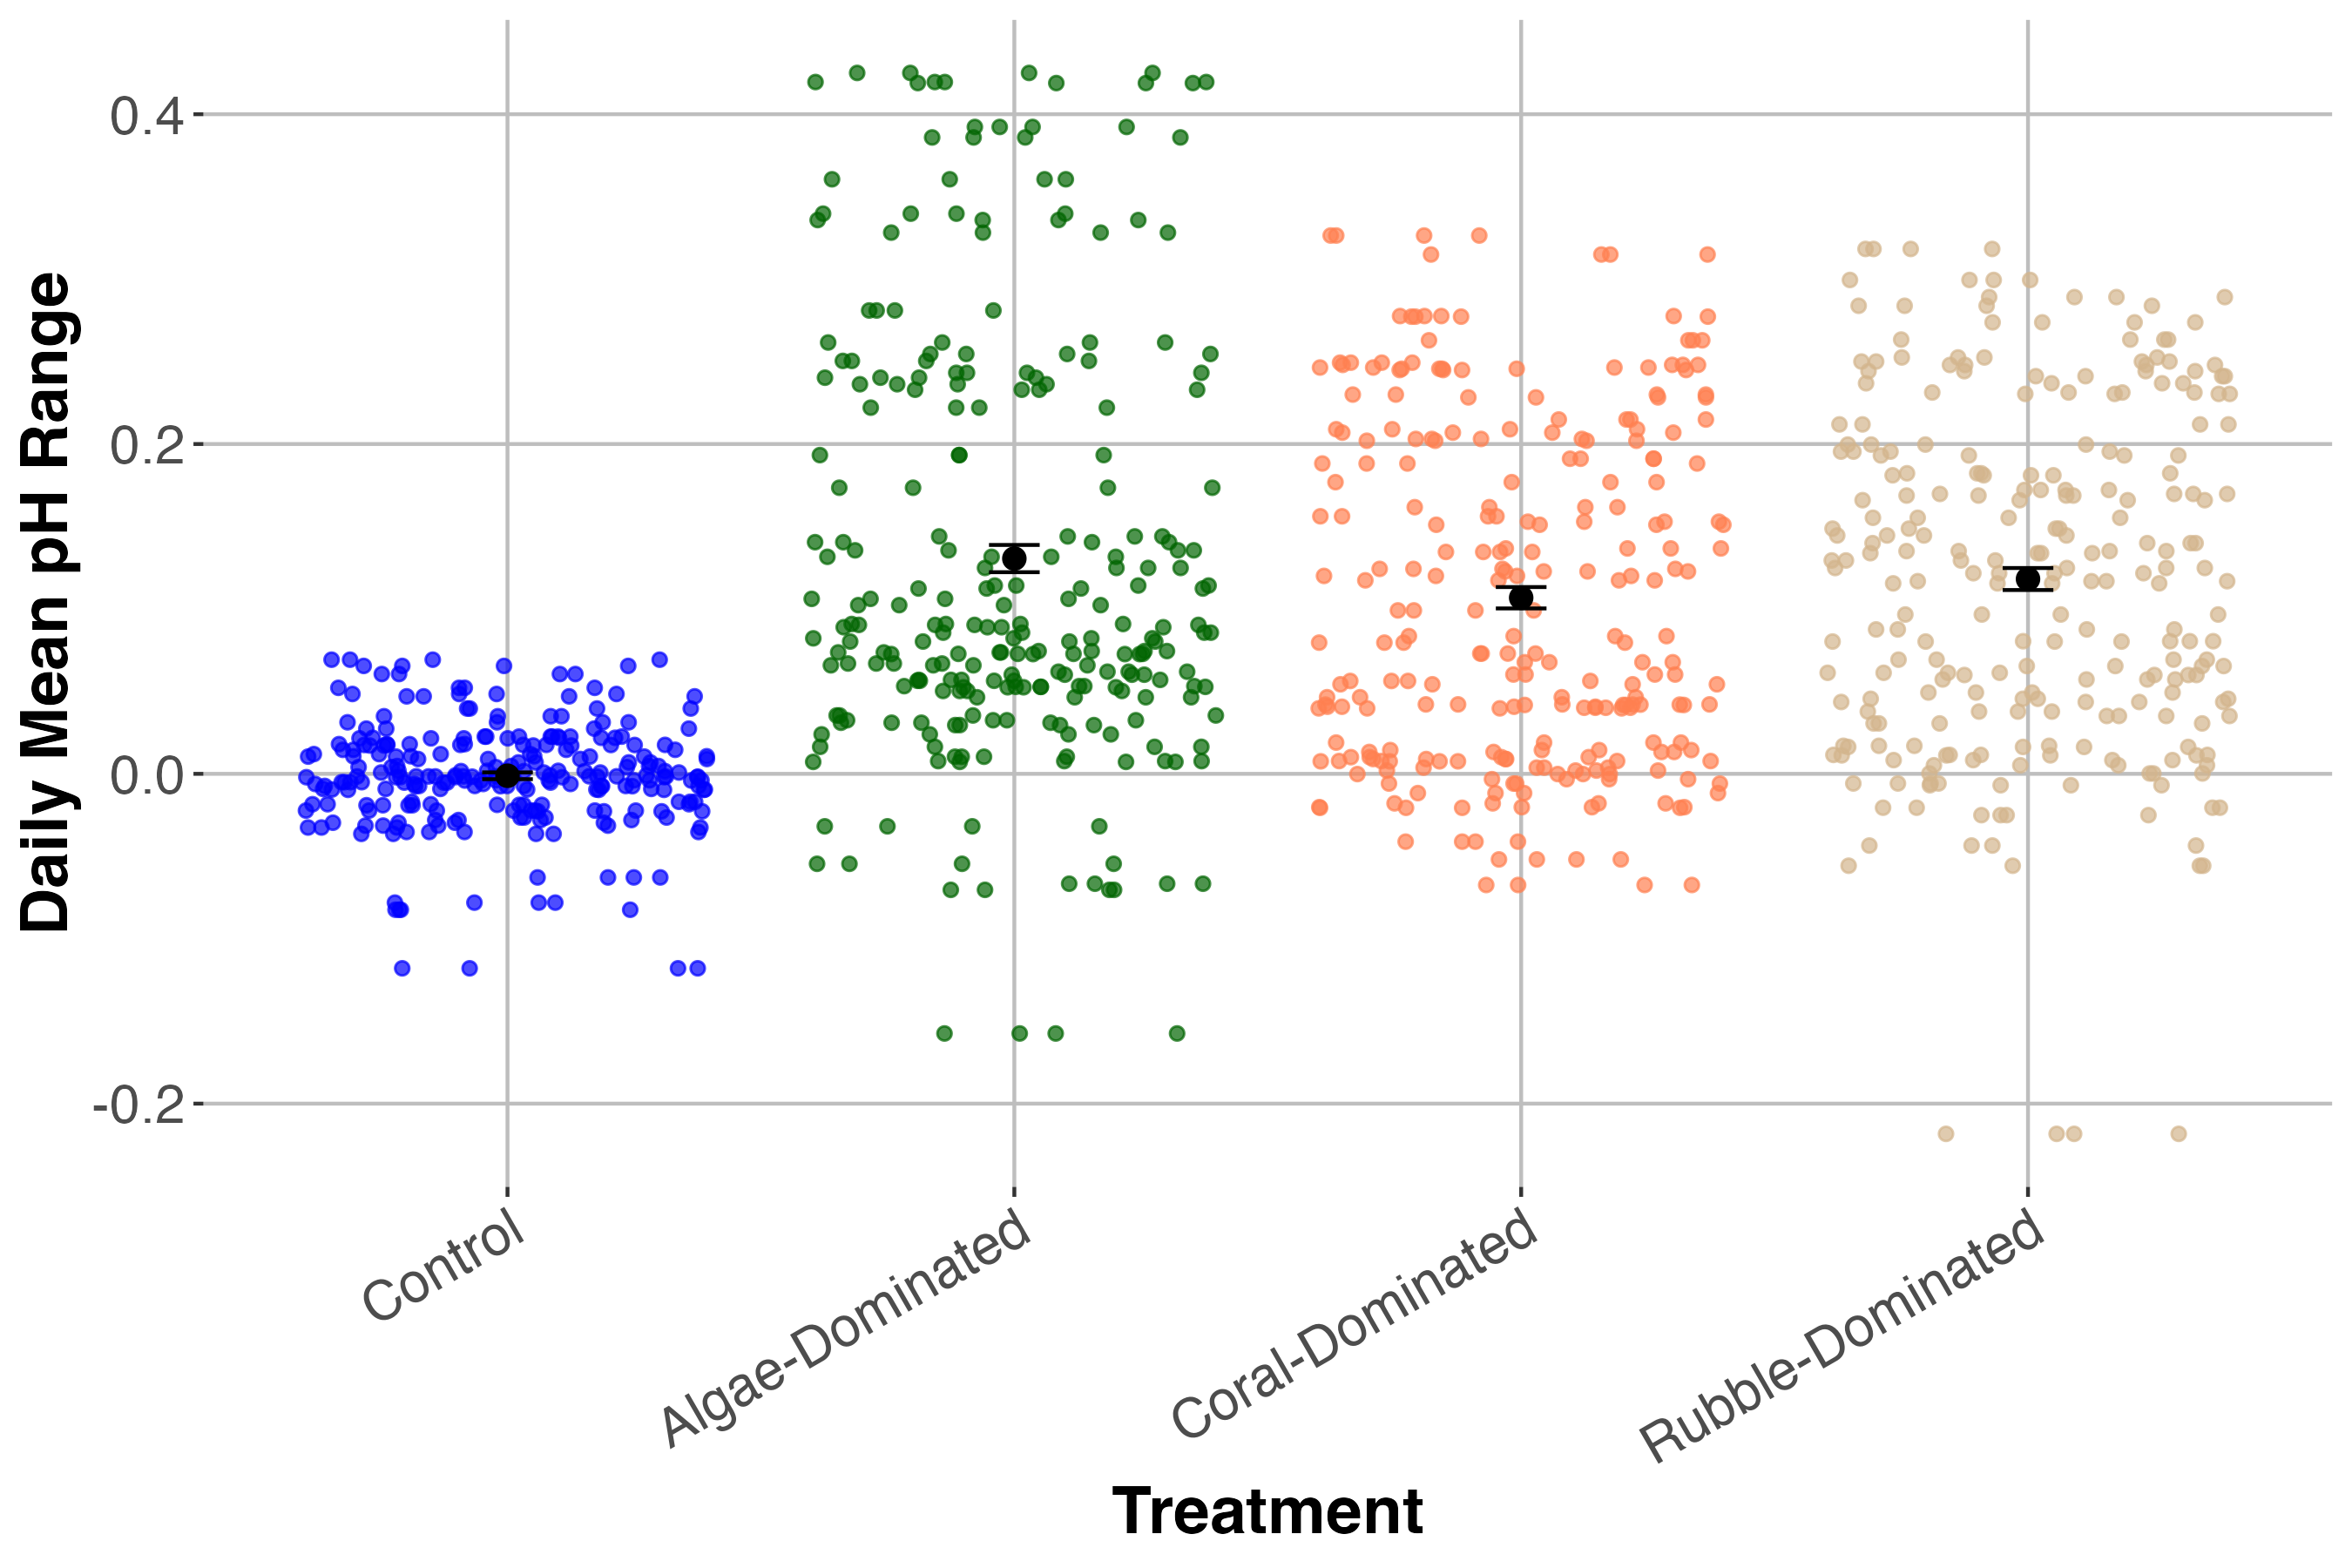 Daily Mean pH Range
0.4
0.2
0.0
-0.2
Control
Algae-Dominated
Coral-Dominated
Rubble-Dominated
Treatment